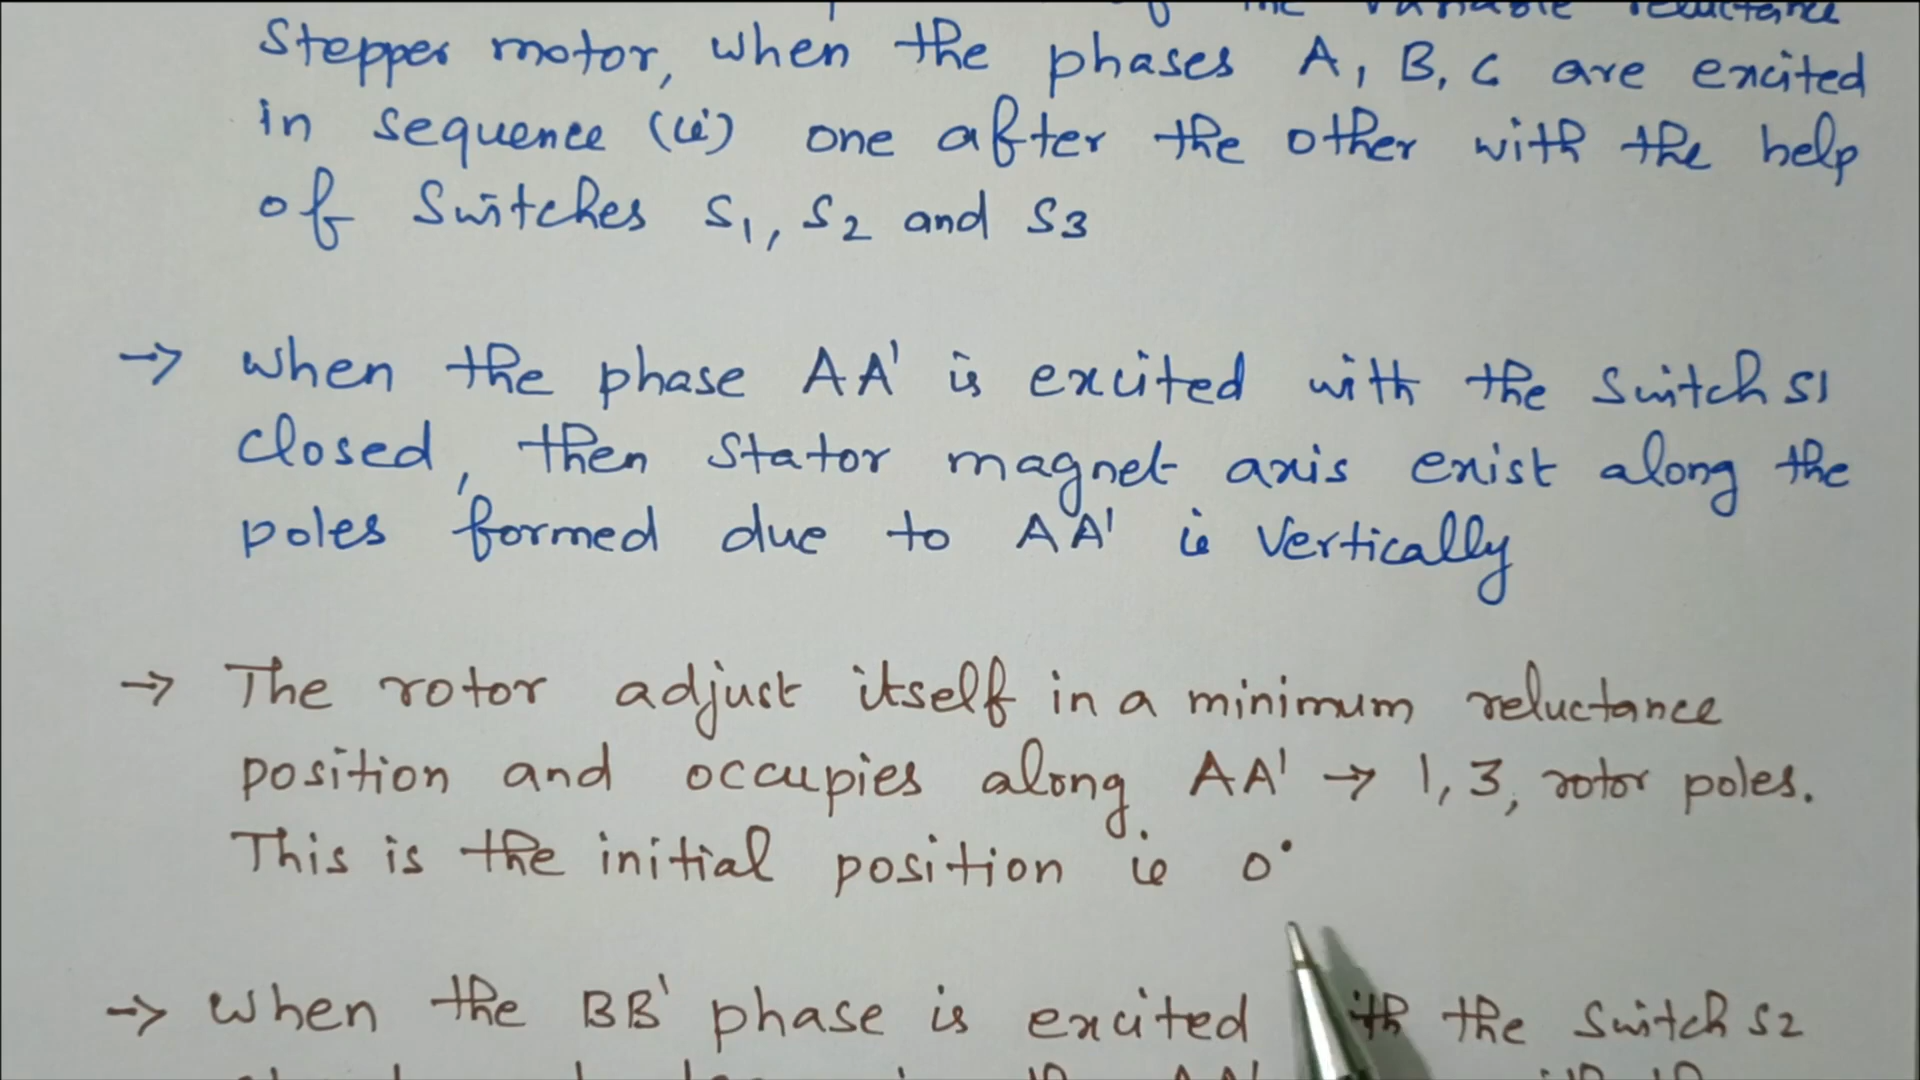 the variable reluctance
Stepper motor, when the phases A, B, C are excited
in sequence (ie) one after the other with the help
of Switches S1, S2 and S3
→ when the phase AA' is excited with the Switch S1
closed, then stator magnet axis exist along the
poles formed due to AA' ie vertically
→ The rotor adjust itself in a minimum reluctance
position and occupies along AA' → 1, 3, rotor poles.
This is the initial position ie 0°
→ when the BB' phase is excited with the Switch S2